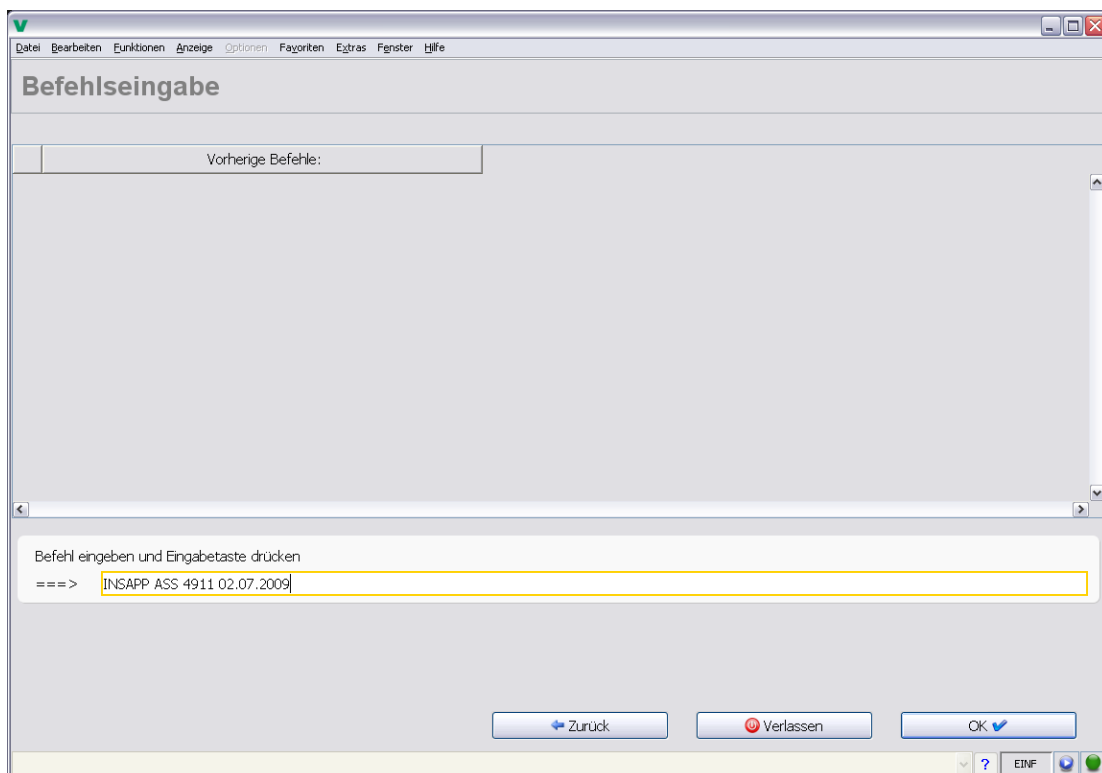 V
Datei Bearbeiten Funktionen Anzeige Optionen Favoriten Extras Fenster Hilfe
Befehlseingabe
Vorherige Befehle:
Befehl eingeben und Eingabetaste drücken
===> INSAPP ASS 4911 02.07.2009
Zurück Verlassen OK
? EINF